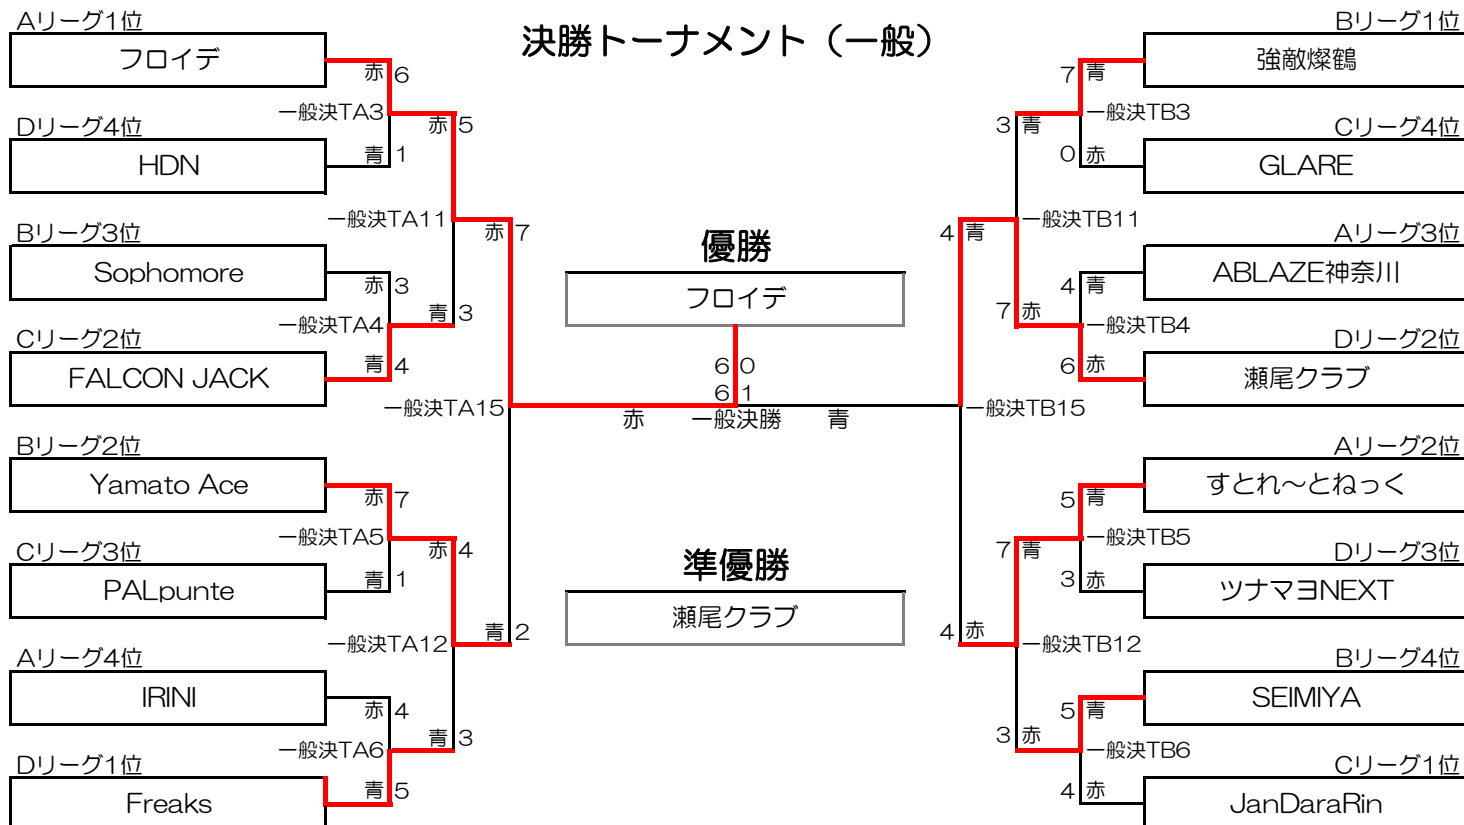 決勝トーナメント（一般）
Aリーグ1位
フロイデ
赤 6
一般決TA3
Dリーグ4位
HDN
青 1
赤 5
一般決TA11
Bリーグ3位
Sophomore
赤 3
一般決TA4
Cリーグ2位
FALCON JACK
青 4
青 3
赤 7
一般決TA15
Bリーグ2位
Yamato Ace
赤 7
一般決TA5
Cリーグ3位
PALpunte
青 1
赤 4
一般決TA12
青 2
Aリーグ4位
IRINI
赤 4
一般決TA6
Dリーグ1位
Freaks
青 5
青 3
優勝
フロイデ
6 0
6 1
赤 一般決勝 青
準優勝
瀬尾クラブ
Bリーグ1位
強敵燦鶴
7 青
一般決TB3
Cリーグ4位
GLARE
0 赤
3 青
一般決TB11
Aリーグ3位
ABLAZE神奈川
4 青
一般決TB4
Dリーグ2位
瀬尾クラブ
6 赤
7 赤
4 青
一般決TB15
Aリーグ2位
すとれ～とねっく
5 青
一般決TB5
Dリーグ3位
ツナマヨNEXT
3 赤
7 青
一般決TB12
4 赤
Bリーグ4位
SEIMIYA
5 青
一般決TB6
Cリーグ1位
JanDaraRin
4 赤
3 赤